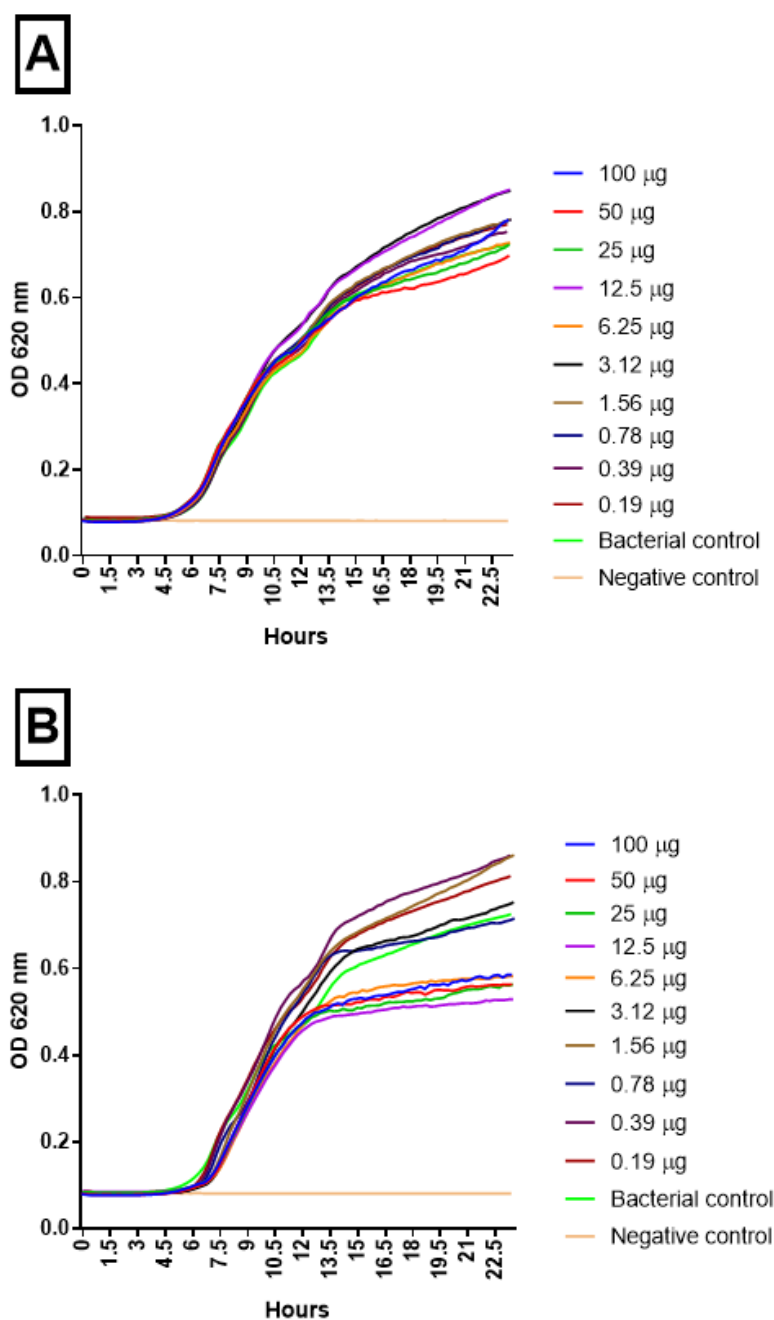 A
1.0
0.8
0.6
0.4
0.2
0.0
OD 620 nm
0 1.5 3 4.5 6 7.5 9 10.5 12 13.5 15 16.5 18 19.5 21 22.5
Hours
100 µg
50 µg
25 µg
12.5 µg
6.25 µg
3.12 µg
1.56 µg
0.78 µg
0.39 µg
0.19 µg
Bacterial control
Negative control
B
1.0
0.8
0.6
0.4
0.2
0.0
OD 620 nm
0 1.5 3 4.5 6 7.5 9 10.5 12 13.5 15 16.5 18 19.5 21 22.5
Hours
100 µg
50 µg
25 µg
12.5 µg
6.25 µg
3.12 µg
1.56 µg
0.78 µg
0.39 µg
0.19 µg
Bacterial control
Negative control